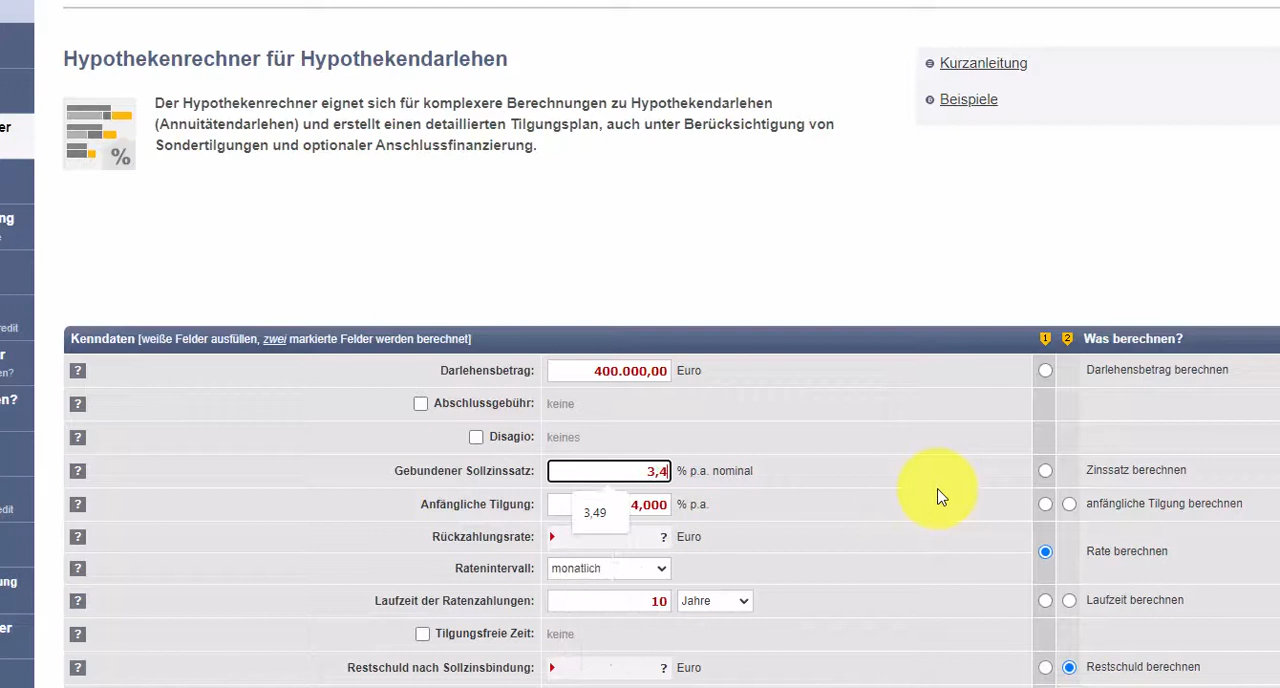 Hypothekenrechner für Hypothekendarlehen
Der Hypothekenrechner eignet sich für komplexere Berechnungen zu Hypothekendarlehen
(Annuitätendarlehen) und erstellt einen detaillierten Tilgungsplan, auch unter Berücksichtigung von
Sondertilgungen und optionaler Anschlussfinanzierung.
%
Kurzanleitung
Beispiele
er
ng
e
redit
r
en?
en?
edit
ung
er
Kenndaten [weiße Felder ausfüllen, zwei markierte Felder werden berechnet] 1 2 Was berechnen?
? Darlehensbetrag: 400.000,00 Euro Darlehensbetrag berechnen
? Abschlussgebühr: keine
? Disagio: keines
? Gebundener Sollzinssatz: 3,4 % p.a. nominal Zinssatz berechnen
? Anfängliche Tilgung: 4,000 % p.a. anfängliche Tilgung berechnen
3,49
? Rückzahlungsrate: ? Euro Rate berechnen
? Ratenintervall: monatlich
? Laufzeit der Ratenzahlungen: 10 Jahre Laufzeit berechnen
? Tilgungsfreie Zeit: keine
? Restschuld nach Sollzinsbindung: ? Euro Restschuld berechnen